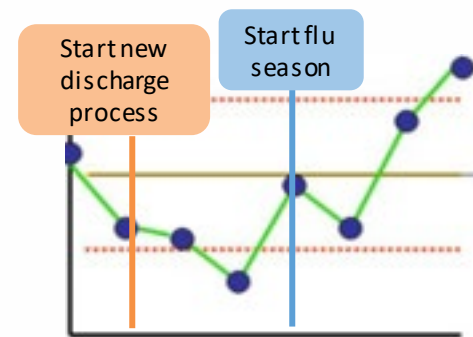 Start new
discharge
process
Start flu
season